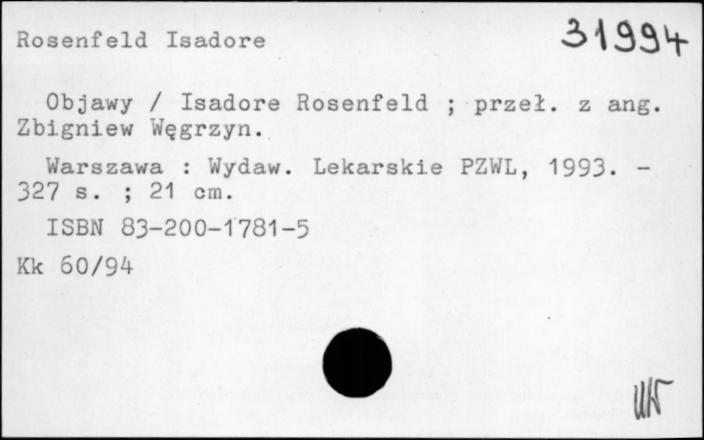 Rosenfeld Isadore
31994
Objawy / Isadore Rosenfeld ; przeł. z ang.
Zbigniew Węgrzyn.
Warszawa : Wydaw. Lekarskie PZWL, 1993. -
327 s. ; 21 cm.
ISBN 83-200-1781-5
Kk 60/94